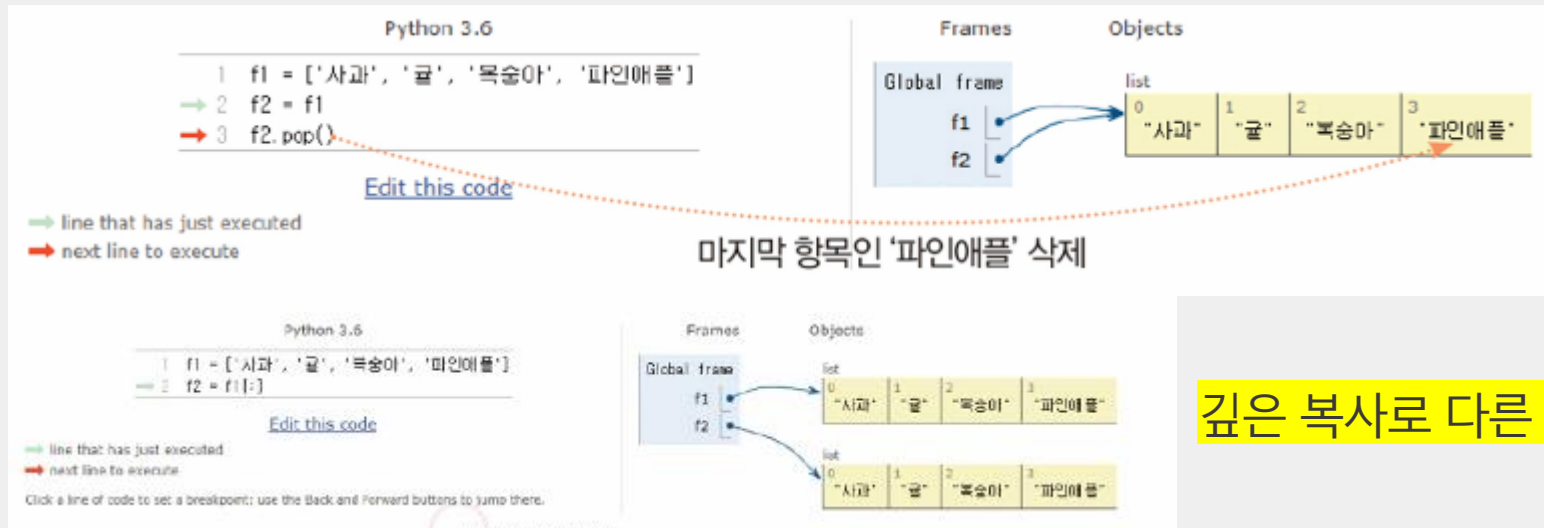 Python 3.6
1 f1 = ['사과', '귤', '복숭아', '파인애플']
2 f2 = f1
3 f2.pop()
Edit this code
line that has just executed
next line to execute
Frames Objects
Global frame
f1
f2
list
0 1 2 3
"사과" "귤" "복숭아" "파인애플"
마지막 항목인 '파인애플' 삭제
Python 3.6
1 f1 = ['사과', '귤', '복숭아', '파인애플']
2 f2 = f1[:]
Edit this code
line that has just executed
next line to execute
Click a line of code to set a breakpoint; use the Back and Forward buttons to jump there.
Frames Objects
Global frame
f1
f2
list
0 1 2 3
"사과" "귤" "복숭아" "파인애플"
list
0 1 2 3
"사과" "귤" "복숭아" "파인애플"
깊은 복사로 다른